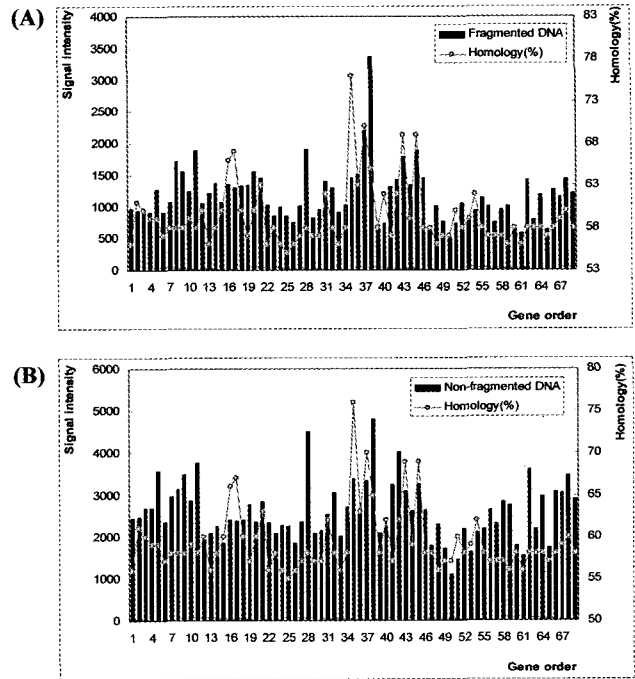 (A)
Signal Intensity
Homology(%)
Fragmented DNA
Homology(%)
4000
3500
3000
2500
2000
1500
1000
500
0
83
78
73
68
63
58
53
1 4 7 10 13 16 19 22 25 28 31 34 37 40 43 46 49 52 55 58 61 64 67
Gene order
(B)
Signal Intensity
Homology(%)
Non-fragmented DNA
Homology(%)
6000
5000
4000
3000
2000
1000
0
80
75
70
65
60
55
50
1 4 7 10 13 16 19 22 25 28 31 34 37 40 43 46 49 52 55 58 61 64 67
Gene order